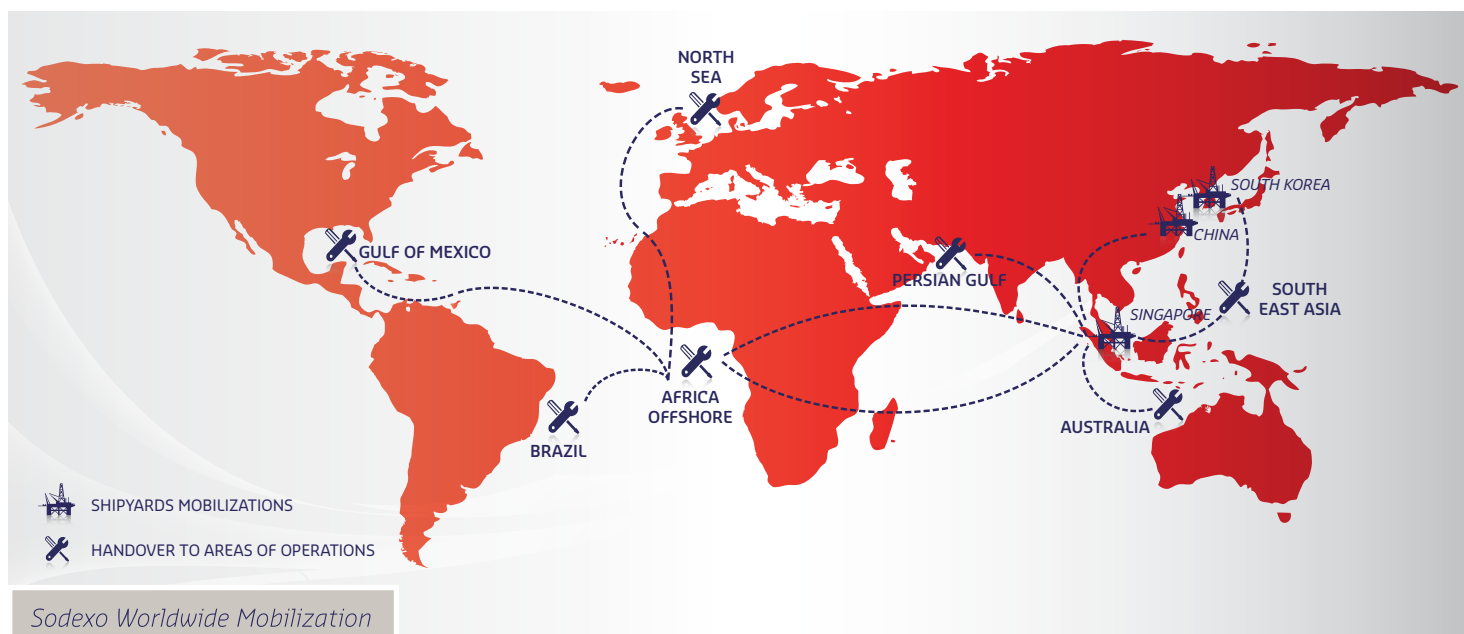 NORTH
SEA
SOUTH KOREA
CHINA
GULF OF MEXICO
PERSIAN GULF
SOUTH
EAST ASIA
SINGAPORE
AFRICA
OFFSHORE
AUSTRALIA
BRAZIL
SHIPYARDS MOBILIZATIONS
HANDOVER TO AREAS OF OPERATIONS
Sodexo Worldwide Mobilization